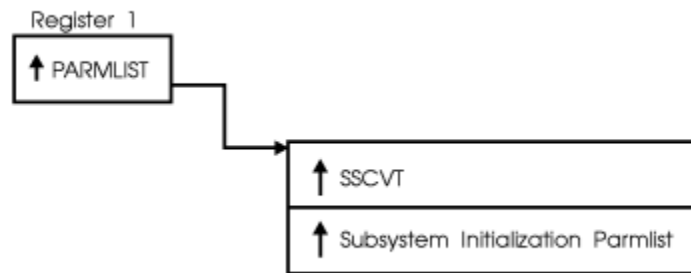 Register 1
↑ PARMLIST
↑ SSCVT
↑ Subsystem Initialization Parmlist